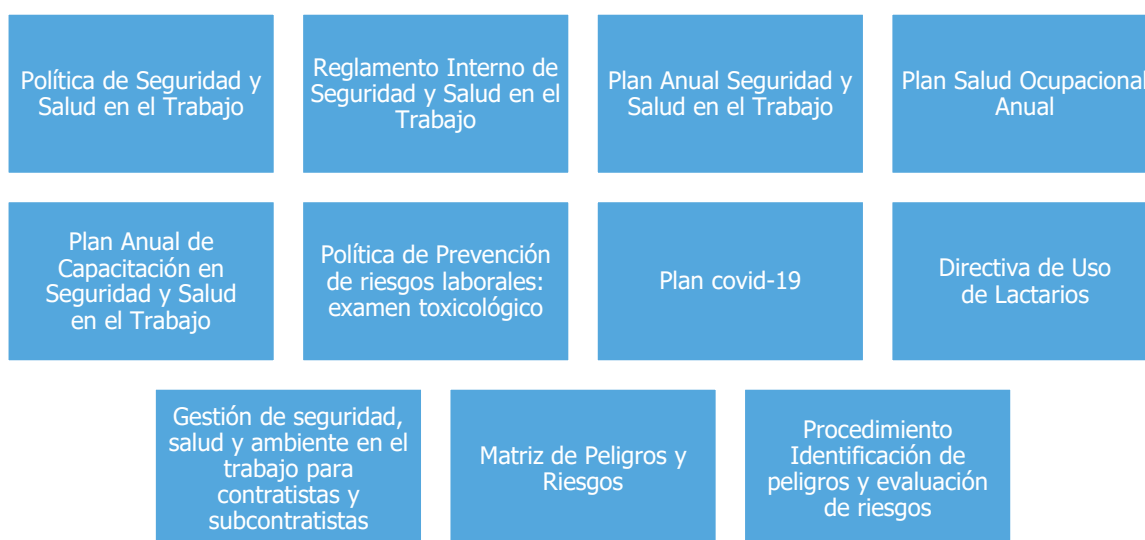 Política de Seguridad y
Salud en el Trabajo
Reglamento Interno de
Seguridad y Salud en el
Trabajo
Plan Anual Seguridad y
Salud en el Trabajo
Plan Salud Ocupacional
Anual
Plan Anual de
Capacitación en
Seguridad y Salud
en el Trabajo
Política de Prevención
de riesgos laborales:
examen toxicológico
Plan covid-19
Directiva de Uso
de Lactarios
Gestión de seguridad,
salud y ambiente en el
trabajo para
contratistas y
subcontratistas
Matriz de Peligros y
Riesgos
Procedimiento
Identificación de
peligros y evaluación
de riesgos